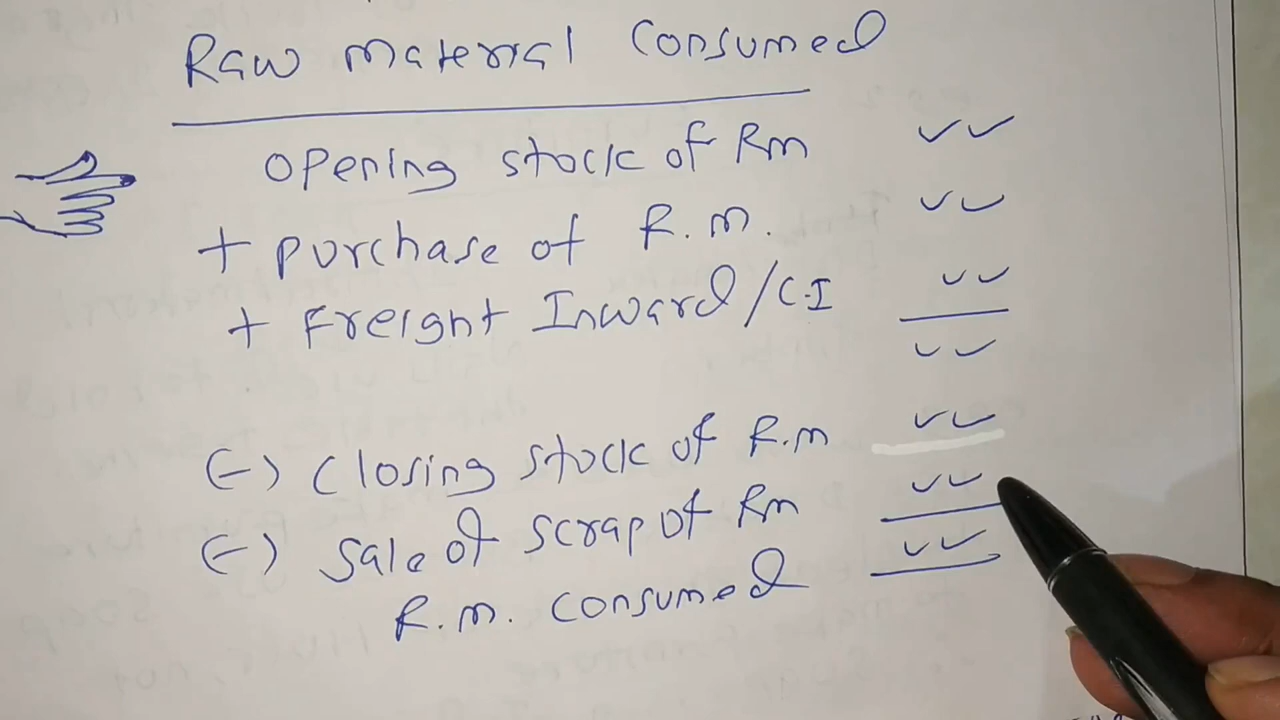 Raw material Consumed
opening stock of Rm ✓✓
+ purchase of R.m. ✓✓
+ Freight Inward/C.I ✓✓
✓✓
(-) Closing stock of R.m ✓✓
(-) Sale of scrap of Rm ✓✓
R.m. consumed ✓✓